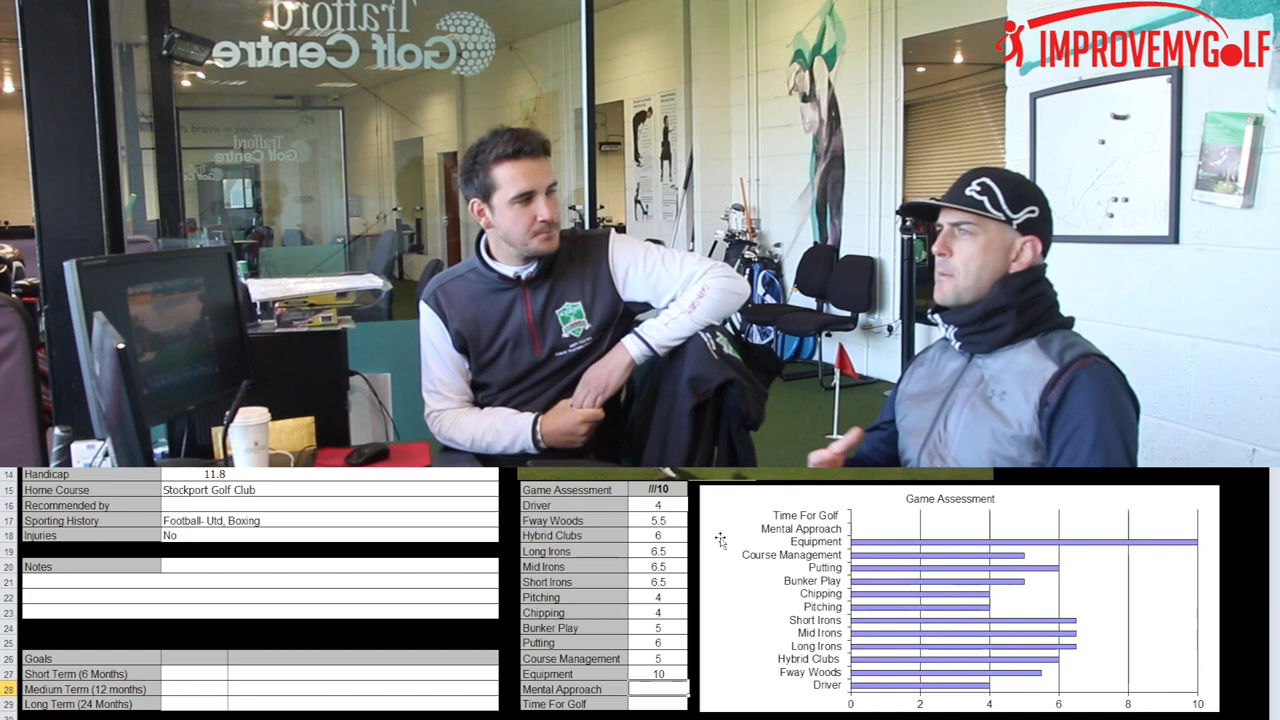 Trafford
Golf Centre
IMPROVEMYGOLF
Trafford
Golf Centre
14 Handicap 11.8
15 Home Course Stockport Golf Club
16 Recommended by
17 Sporting History Football- Utd, Boxing
18 Injuries No
19
20 Notes
21
22
23
24
25
26 Goals
27 Short Term (6 Months)
28 Medium Term (12 months)
29 Long Term (24 Months)
Game Assessment ///10
Driver 4
Fway Woods 5.5
Hybrid Clubs 6
Long Irons 6.5
Mid Irons 6.5
Short Irons 6.5
Pitching 4
Chipping 4
Bunker Play 5
Putting 6
Course Management 5
Equipment 10
Mental Approach
Time For Golf
Game Assessment
Time For Golf
Mental Approach
Equipment
Course Management
Putting
Bunker Play
Chipping
Pitching
Short Irons
Mid Irons
Long Irons
Hybrid Clubs
Fway Woods
Driver
0 2 4 6 8 10